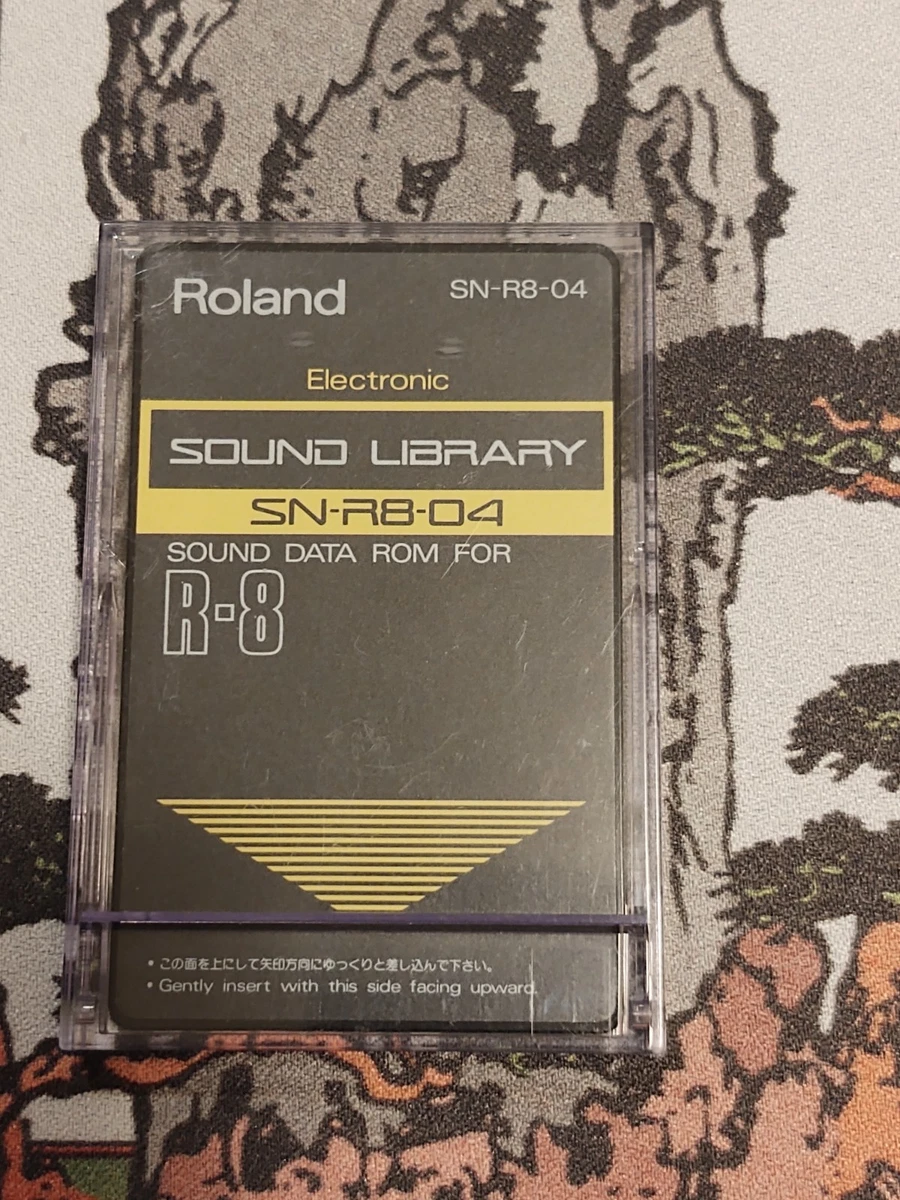 Roland
SN-R8-04
Electronic
SOUND LIBRARY
SN-R8-04
SOUND DATA ROM FOR
R-8
• この面を上にして矢印方向にゆっくりと差し込んで下さい。
• Gently insert with this side facing upward.